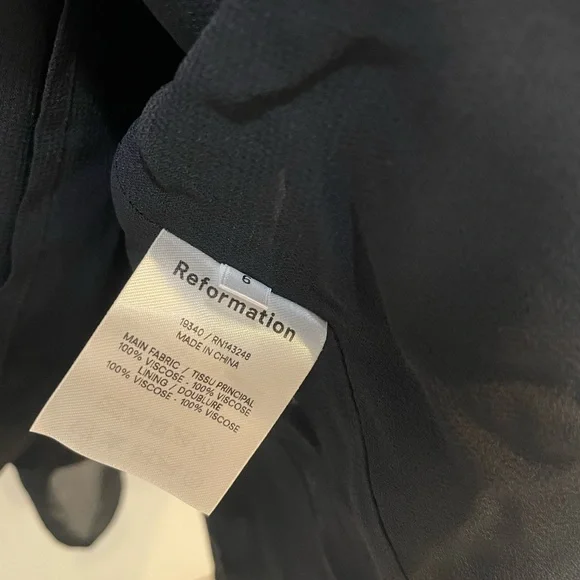 6
Reformation
19340 / RN143248
MADE IN CHINA
MAIN FABRIC / TISSU PRINCIPAL
100% VISCOSE - 100% VISCOSE
LINING / DOUBLURE
100% VISCOSE - 100% VISCOSE